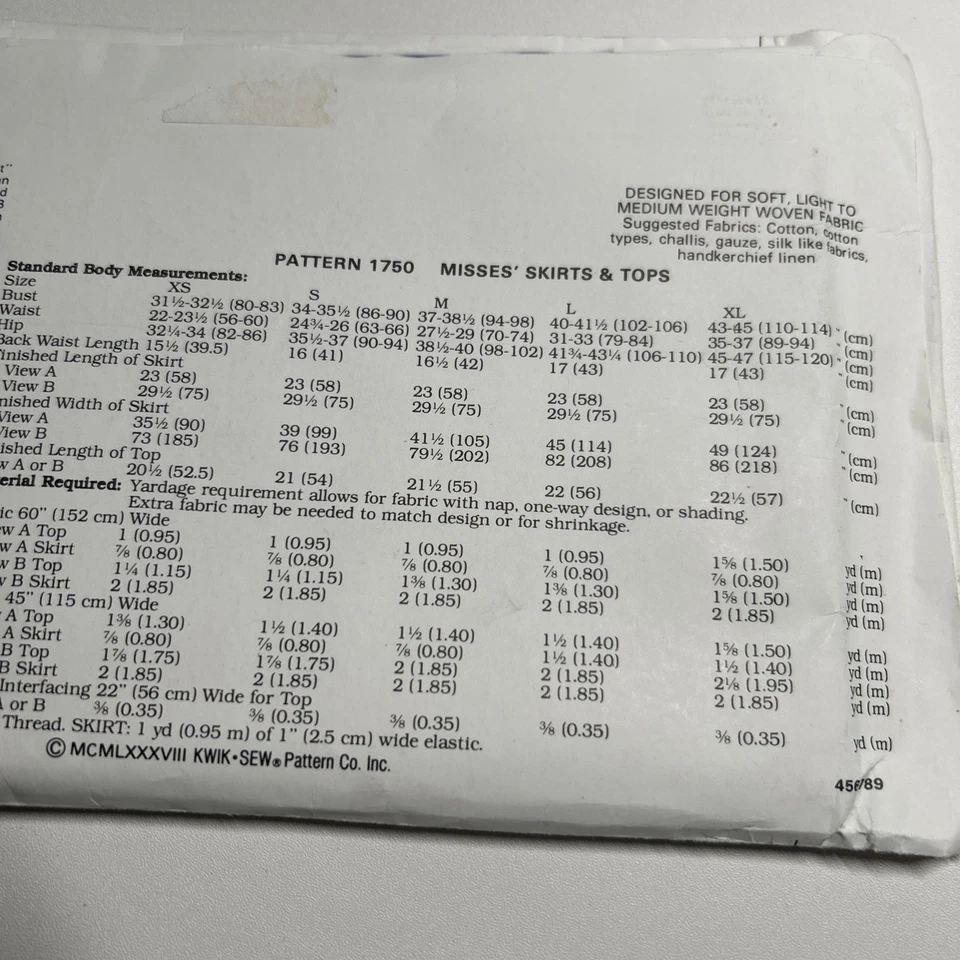 t"
n
d
3
DESIGNED FOR SOFT, LIGHT TO
MEDIUM WEIGHT WOVEN FABRIC
Suggested Fabrics: Cotton, cotton
types, challis, gauze, silk like fabrics,
handkerchief linen
PATTERN 1750 MISSES' SKIRTS & TOPS
Standard Body Measurements:
Size XS S M L XL
Bust 31½-32½ (80-83) 34-35½ (86-90) 37-38½ (94-98) 40-41½ (102-106) 43-45 (110-114) " (cm)
Waist 22-23½ (56-60) 24¾-26 (63-66) 27½-29 (70-74) 31-33 (79-84) 35-37 (89-94) " (cm)
Hip 32¼-34 (82-86) 35½-37 (90-94) 38½-40 (98-102) 41¾-43¼ (106-110) 45-47 (115-120) " (cm)
Back Waist Length 15½ (39.5) 16 (41) 16½ (42) 17 (43) 17 (43) " (cm)
inished Length of Skirt
View A 23 (58) 23 (58) 23 (58) 23 (58) 23 (58) " (cm)
View B 29½ (75) 29½ (75) 29½ (75) 29½ (75) 29½ (75) " (cm)
nished Width of Skirt
View A 35½ (90) 39 (99) 41½ (105) 45 (114) 49 (124) " (cm)
View B 73 (185) 76 (193) 79½ (202) 82 (208) 86 (218) " (cm)
ished Length of Top
w A or B 20½ (52.5) 21 (54) 21½ (55) 22 (56) 22½ (57) " (cm)
erial Required: Yardage requirement allows for fabric with nap, one-way design, or shading.
Extra fabric may be needed to match design or for shrinkage.
ic 60" (152 cm) Wide
w A Top 1 (0.95) 1 (0.95) 1 (0.95) 1 (0.95) 1⅝ (1.50) yd (m)
w A Skirt ⅞ (0.80) ⅞ (0.80) ⅞ (0.80) ⅞ (0.80) ⅞ (0.80) yd (m)
w B Top 1¼ (1.15) 1¼ (1.15) 1⅜ (1.30) 1⅜ (1.30) 1⅝ (1.50) yd (m)
w B Skirt 2 (1.85) 2 (1.85) 2 (1.85) 2 (1.85) 2 (1.85) yd (m)
45" (115 cm) Wide
A Top 1⅜ (1.30) 1½ (1.40) 1½ (1.40) 1½ (1.40) 1⅝ (1.50) yd (m)
A Skirt ⅞ (0.80) ⅞ (0.80) ⅞ (0.80) 1½ (1.40) 1½ (1.40) yd (m)
B Top 1⅞ (1.75) 1⅞ (1.75) 2 (1.85) 2 (1.85) 2⅛ (1.95) yd (m)
B Skirt 2 (1.85) 2 (1.85) 2 (1.85) 2 (1.85) 2 (1.85) yd (m)
Interfacing 22" (56 cm) Wide for Top
A or B ⅜ (0.35) ⅜ (0.35) ⅜ (0.35) ⅜ (0.35) ⅜ (0.35) yd (m)
Thread. SKIRT: 1 yd (0.95 m) of 1" (2.5 cm) wide elastic.
© MCMLXXXVIII KWIK•SEW® Pattern Co. Inc.
456/89